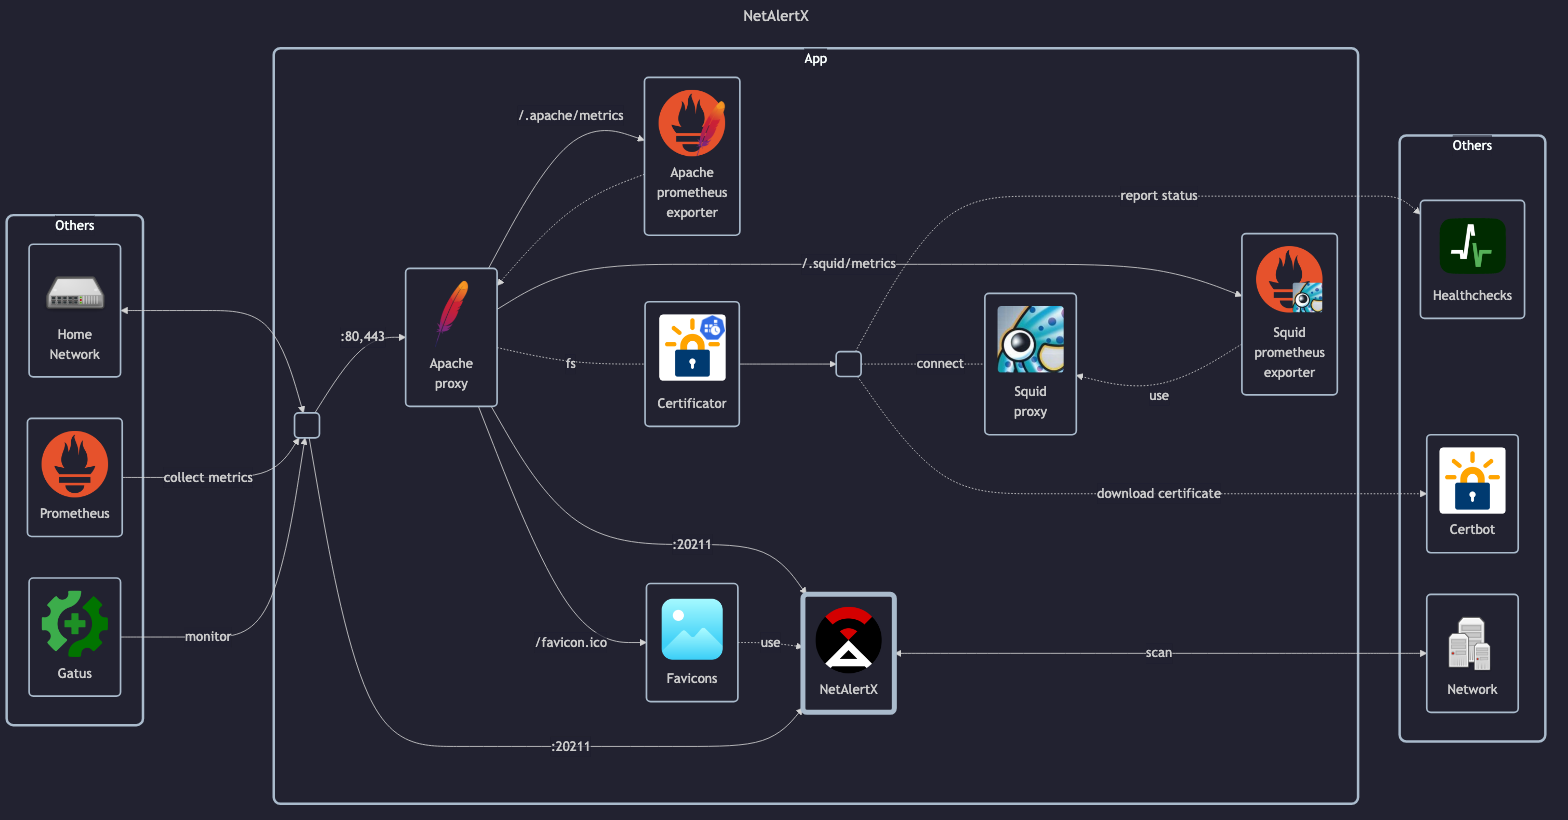 NetAlertX
App
/.apache/metrics
Apache
prometheus
exporter
Others
Home
Network
Prometheus
Gatus
collect metrics
monitor
:80,443
Apache
proxy
/.squid/metrics
fs
Certificator
connect
Squid
proxy
report status
Squid
prometheus
exporter
use
download certificate
:20211
/favicon.ico
Favicons
use
NetAlertX
scan
:20211
Others
Healthchecks
Certbot
Network